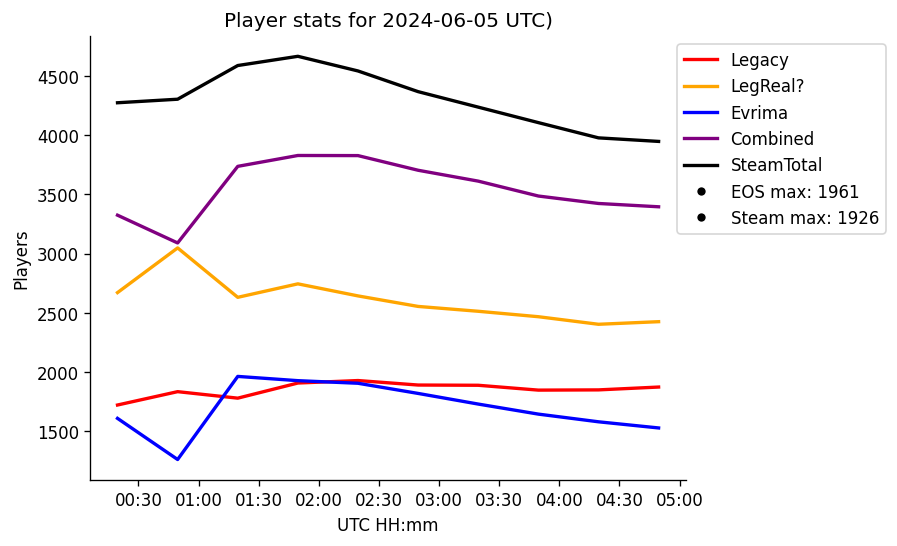 Player stats for 2024-06-05 UTC)
Legacy
LegReal?
Evrima
Combined
SteamTotal
EOS max: 1961
Steam max: 1926
Players
4500
4000
3500
3000
2500
2000
1500
00:30 01:00 01:30 02:00 02:30 03:00 03:30 04:00 04:30 05:00
UTC HH:mm